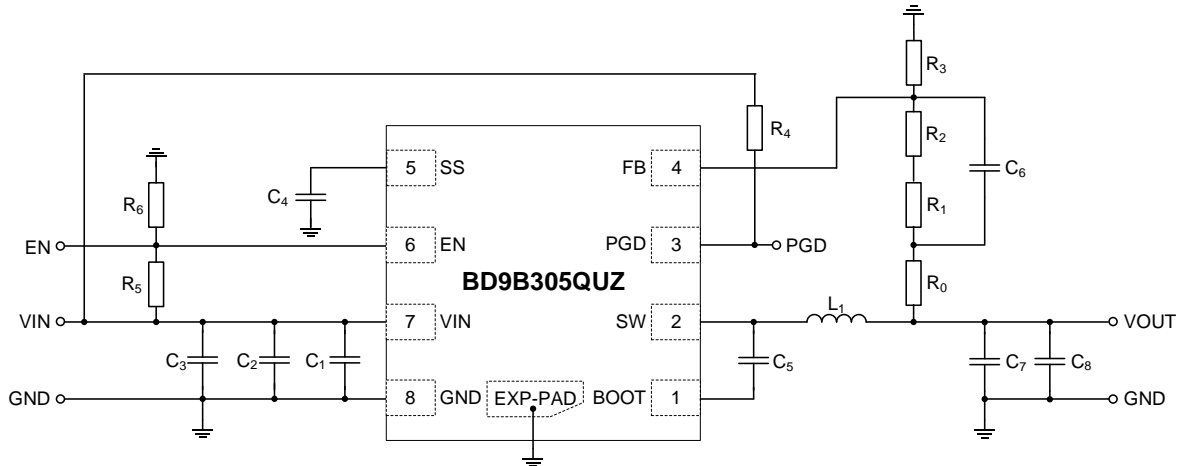 R3
R4
R2
5 SS
FB 4
C6
C4
R6
R1
EN
6 EN
PGD 3
PGD
BD9B305QUZ
R5
R0
L1
VIN
7 VIN
SW 2
VOUT
C3
C2
C1
C5
C7
C8
GND
8 GND
EXP-PAD
BOOT 1
GND